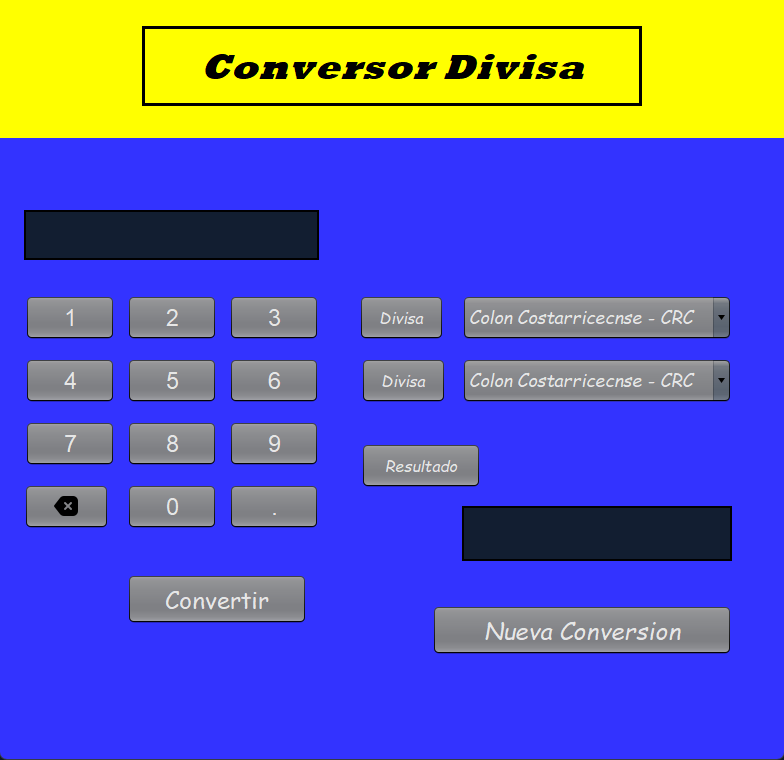 Conversor Divisa
1 2 3 Divisa Colon Costarricecnse - CRC
4 5 6 Divisa Colon Costarricecnse - CRC
7 8 9
Resultado
0 .
Convertir
Nueva Conversion